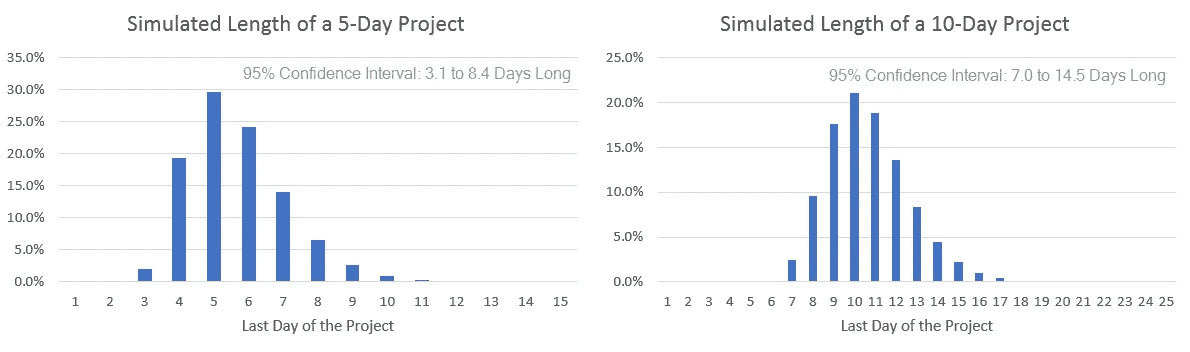 Simulated Length of a 5-Day Project
35.0%
95% Confidence Interval: 3.1 to 8.4 Days Long
30.0%
25.0%
20.0%
15.0%
10.0%
5.0%
0.0%
1 2 3 4 5 6 7 8 9 10 11 12 13 14 15
Last Day of the Project
Simulated Length of a 10-Day Project
25.0%
95% Confidence Interval: 7.0 to 14.5 Days Long
20.0%
15.0%
10.0%
5.0%
0.0%
1 2 3 4 5 6 7 8 9 10 11 12 13 14 15 16 17 18 19 20 21 22 23 24 25
Last Day of the Project